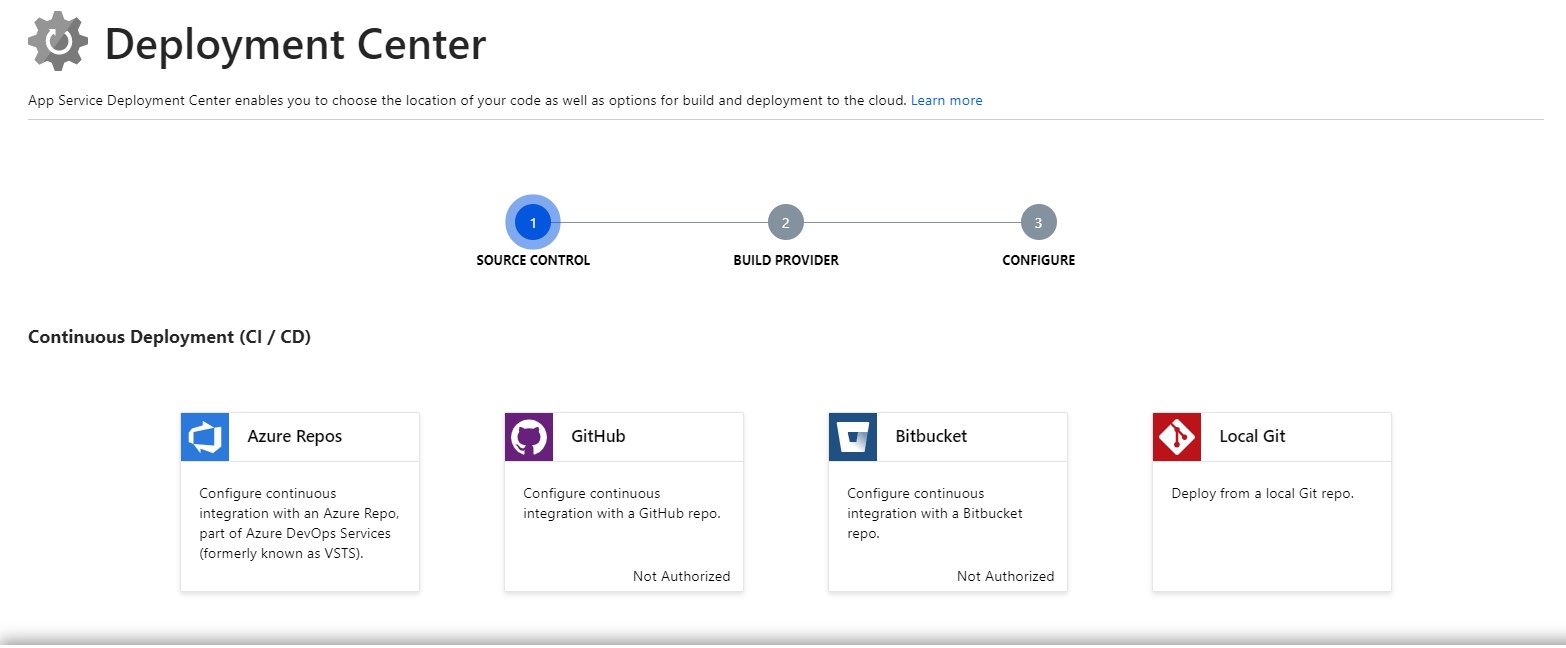 Deployment Center
App Service Deployment Center enables you to choose the location of your code as well as options for build and deployment to the cloud. Learn more
1
2
3
SOURCE CONTROL
BUILD PROVIDER
CONFIGURE
Continuous Deployment (CI / CD)
Azure Repos
Configure continuous
integration with an Azure Repo,
part of Azure DevOps Services
(formerly known as VSTS).
GitHub
Configure continuous
integration with a GitHub repo.
Not Authorized
Bitbucket
Configure continuous
integration with a Bitbucket
repo.
Not Authorized
Local Git
Deploy from a local Git repo.